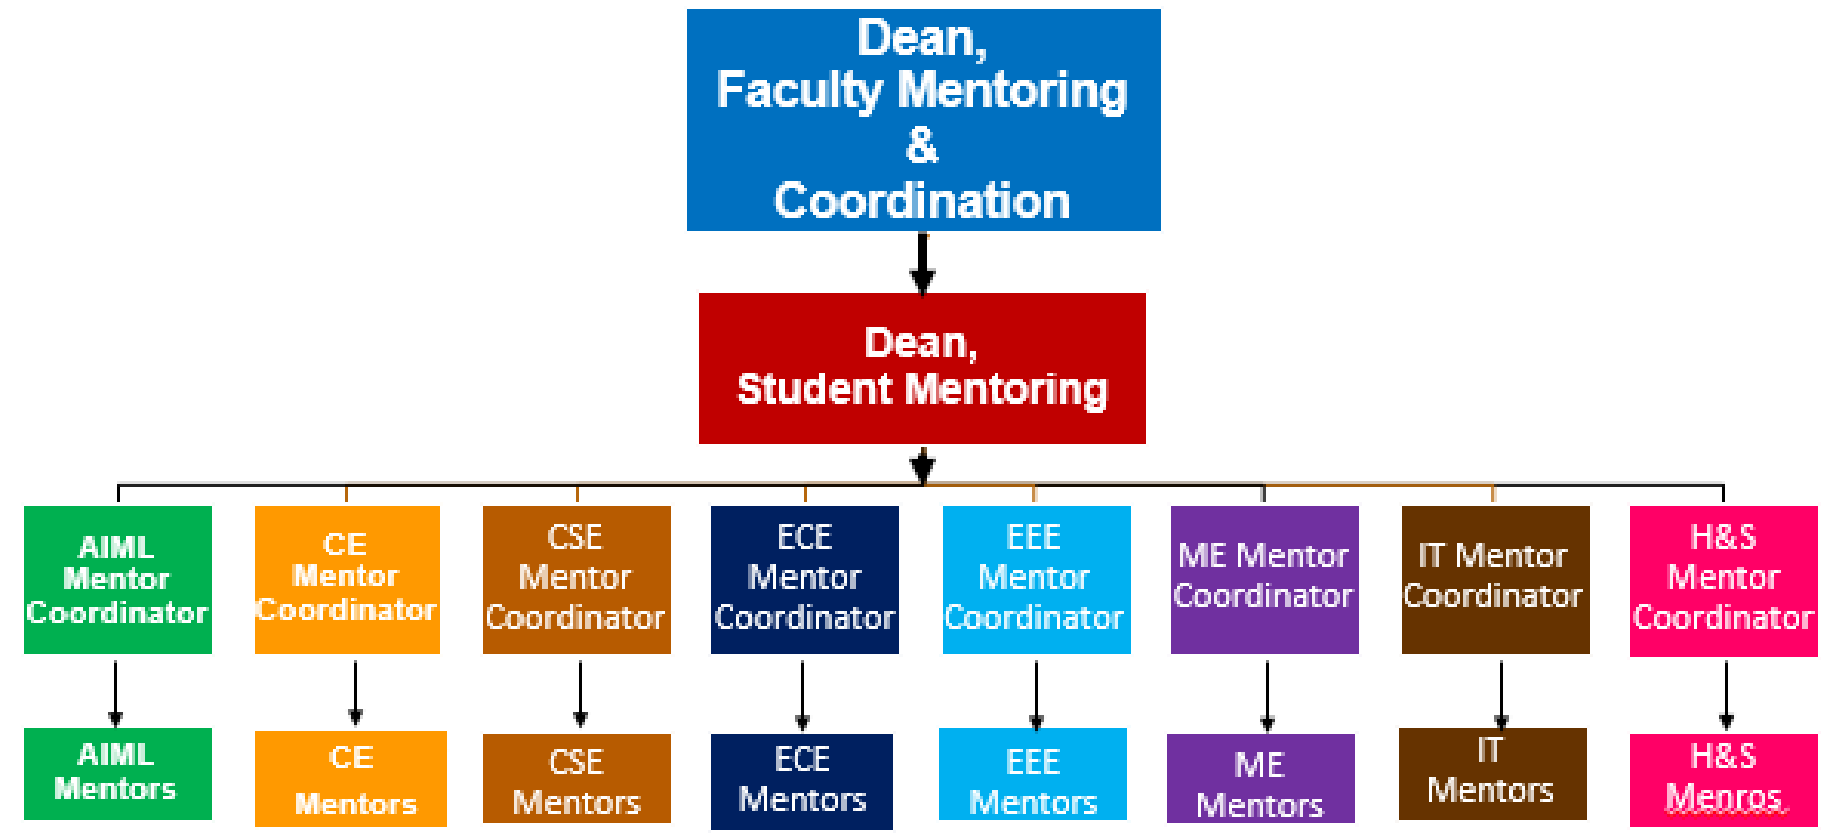 Dean,
Faculty Mentoring
&
Coordination
Dean,
Student Mentoring
AIML
Mentor
Coordinator
CE
Mentor
Coordinator
CSE
Mentor
Coordinator
ECE
Mentor
Coordinator
EEE
Mentor
Coordinator
ME Mentor
Coordinator
IT Mentor
Coordinator
H&S
Mentor
Coordinator
AIML
Mentors
CE
Mentors
CSE
Mentors
ECE
Mentors
EEE
Mentors
ME
Mentors
IT
Mentors
H&S
Menros